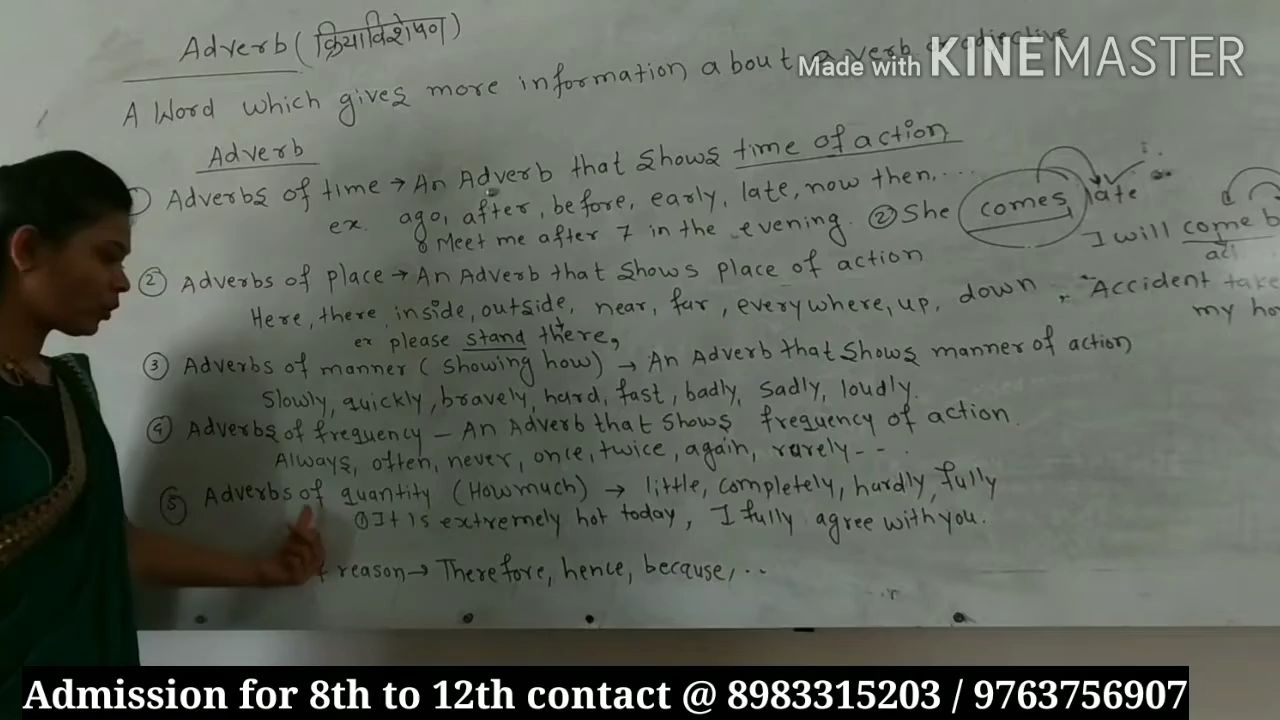 Adverb (क्रियाविशेषण)
A Word which gives more information about a verb adjective
Made with KINEMASTER
Adverb
Adverbs of time → An Adverb that shows time of action
ex. ago, after, before, early, late, now then, ....
Meet me after 7 in the evening. ② She comes late
I will come b
② Adverbs of place → An Adverb that shows place of action
Here, there, inside, outside, near, far, everywhere, up, down
Accident take
my ho
ex please stand there,
③ Adverbs of manner (showing how) → An Adverb that shows manner of action
Slowly, quickly, bravely, hard, fast, badly, sadly, loudly.
④ Adverbs of frequency - An Adverb that shows frequency of action.
Always, often, never, once, twice, again, rarely - - .
⑤ Adverbs of quantity (How much) → little, completely, hardly, fully
① It is extremely hot today, I fully agree with you.
reason → Therefore, hence, because, ..
Admission for 8th to 12th contact @ 8983315203 / 9763756907